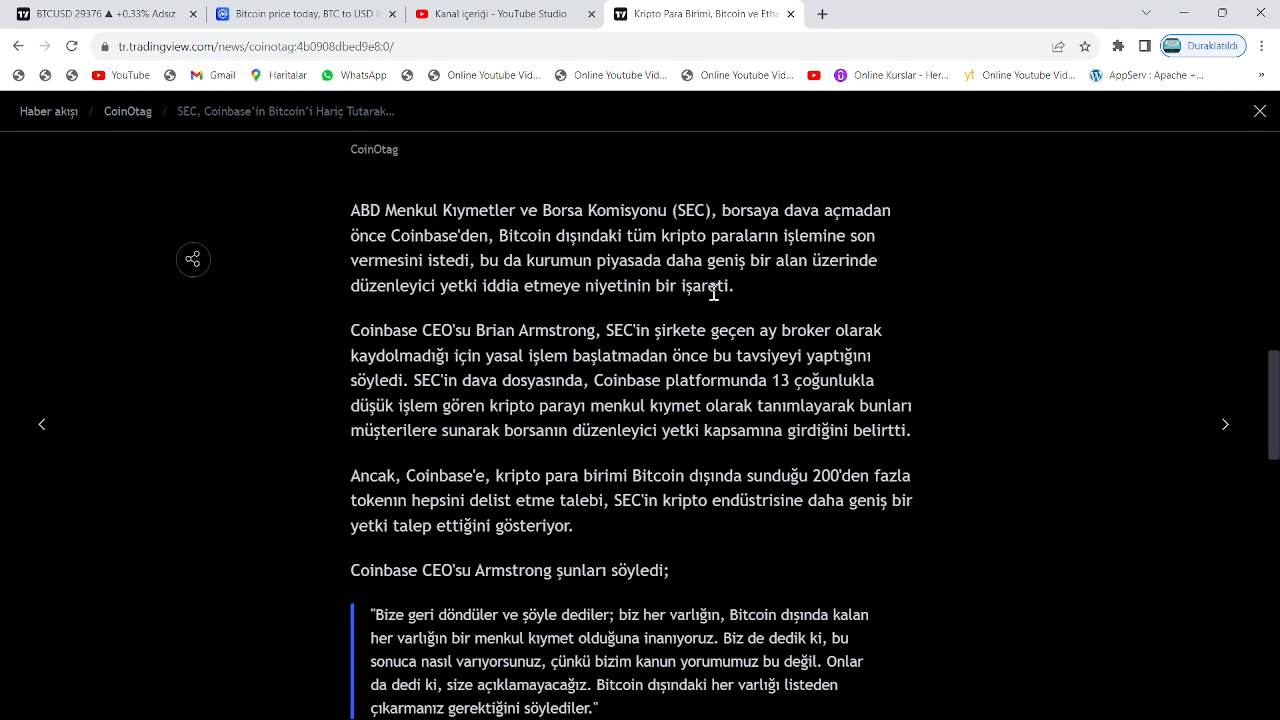 BTCUSD 29376 ▲ +0.33% Adsız
Bitcoin price today, BTC to USD li
Kanal içeriği - YouTube Studio
Kripto Para Birimi, Bitcoin ve Ethe
tr.tradingview.com/news/coinotag:4b0908dbed9e8:0/
Duraklatıldı
YouTube
Gmail
Haritalar
WhatsApp
Online Youtube Vid...
Online Youtube Vid...
Online Youtube Vid...
Online Kurslar - Her...
Online Youtube Vid...
AppServ : Apache +...
Haber akışı / CoinOtag / SEC, Coinbase'in Bitcoin'i Hariç Tutarak...
CoinOtag
ABD Menkul Kıymetler ve Borsa Komisyonu (SEC), borsaya dava açmadan
önce Coinbase'den, Bitcoin dışındaki tüm kripto paraların işlemine son
vermesini istedi, bu da kurumun piyasada daha geniş bir alan üzerinde
düzenleyici yetki iddia etmeye niyetinin bir işareti.
Coinbase CEO'su Brian Armstrong, SEC'in şirkete geçen ay broker olarak
kaydolmadığı için yasal işlem başlatmadan önce bu tavsiyeyi yaptığını
söyledi. SEC'in dava dosyasında, Coinbase platformunda 13 çoğunlukla
düşük işlem gören kripto parayı menkul kıymet olarak tanımlayarak bunları
müşterilere sunarak borsanın düzenleyici yetki kapsamına girdiğini belirtti.
Ancak, Coinbase'e, kripto para birimi Bitcoin dışında sunduğu 200'den fazla
tokenın hepsini delist etme talebi, SEC'in kripto endüstrisine daha geniş bir
yetki talep ettiğini gösteriyor.
Coinbase CEO'su Armstrong şunları söyledi;
"Bize geri döndüler ve şöyle dediler; biz her varlığın, Bitcoin dışında kalan
her varlığın bir menkul kıymet olduğuna inanıyoruz. Biz de dedik ki, bu
sonuca nasıl varıyorsunuz, çünkü bizim kanun yorumumuz bu değil. Onlar
da dedi ki, size açıklamayacağız. Bitcoin dışındaki her varlığı listeden
çıkarmanız gerektiğini söylediler."